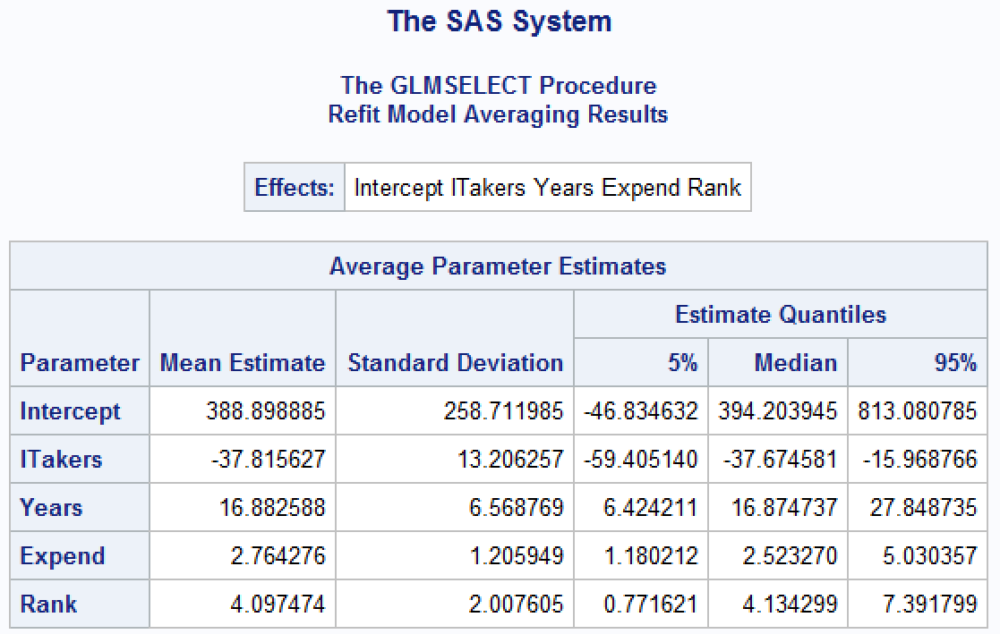 The SAS System
The GLMSELECT Procedure
Refit Model Averaging Results
Effects: Intercept ITakers Years Expend Rank
Average Parameter Estimates
Estimate Quantiles
Parameter Mean Estimate Standard Deviation 5% Median 95%
Intercept 388.898885 258.711985 -46.834632 394.203945 813.080785
ITakers -37.815627 13.206257 -59.405140 -37.674581 -15.968766
Years 16.882588 6.568769 6.424211 16.874737 27.848735
Expend 2.764276 1.205949 1.180212 2.523270 5.030357
Rank 4.097474 2.007605 0.771621 4.134299 7.391799